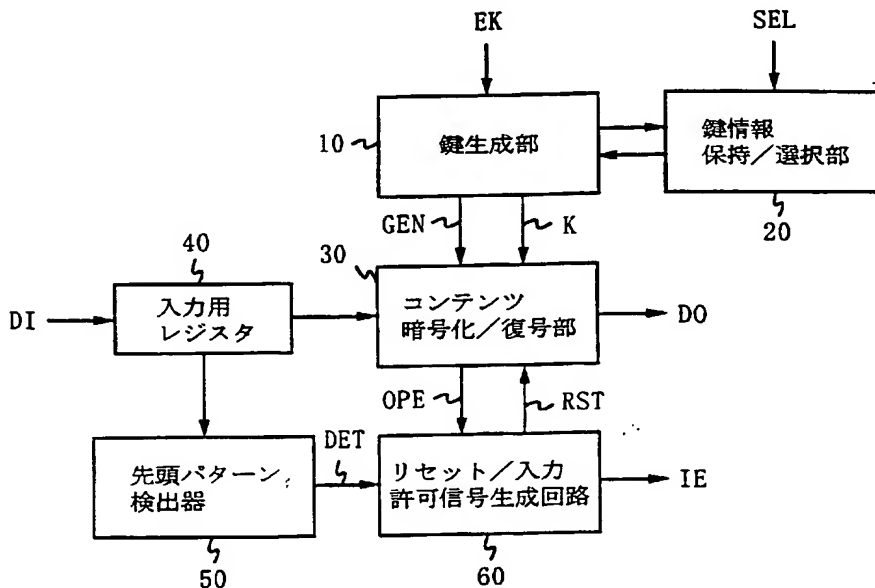 EK
SEL
10
鍵生成部
鍵情報
保持／選択部
GEN
K
20
40
30
DI
入力用
レジスタ
コンテンツ
暗号化／復号部
DO
OPE
RST
DET
先頭パターン
検出器
リセット／入力
許可信号生成回路
IE
50
60